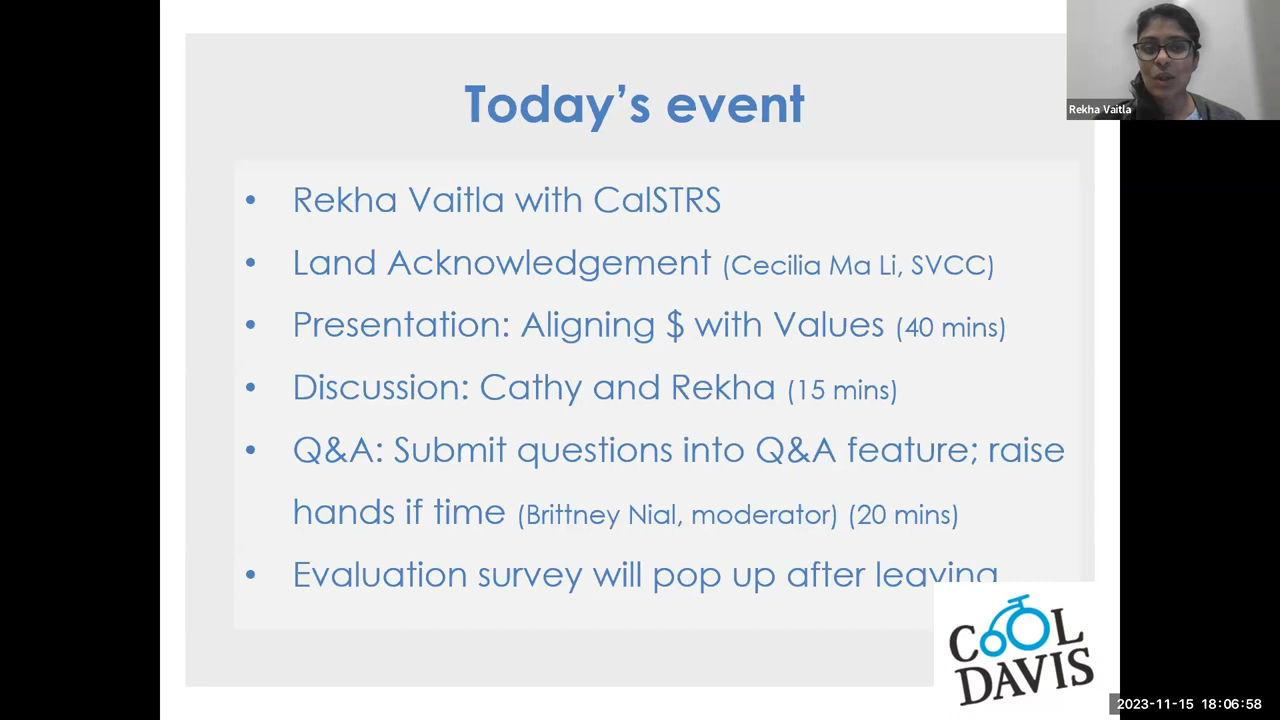 Today's event
Rekha Vaitla
• Rekha Vaitla with CalSTRS
• Land Acknowledgement (Cecilia Ma Li, SVCC)
• Presentation: Aligning $ with Values (40 mins)
• Discussion: Cathy and Rekha (15 mins)
• Q&A: Submit questions into Q&A feature; raise
hands if time (Brittney Nial, moderator) (20 mins)
• Evaluation survey will pop up after leaving
COOL
DAVIS
2023-11-15 18:06:58